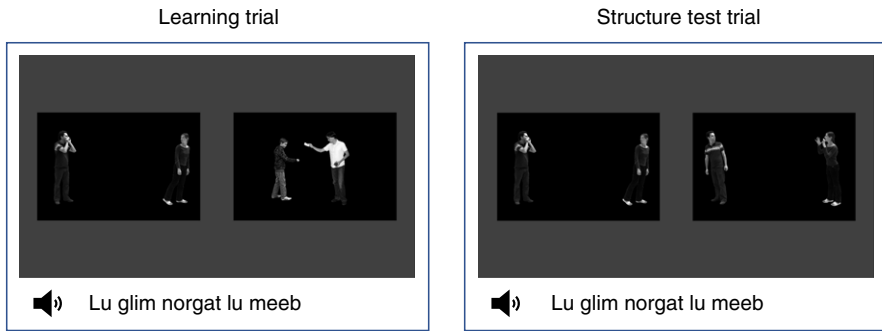 Learning trial
Structure test trial
Lu glim norgat lu meeb
Lu glim norgat lu meeb